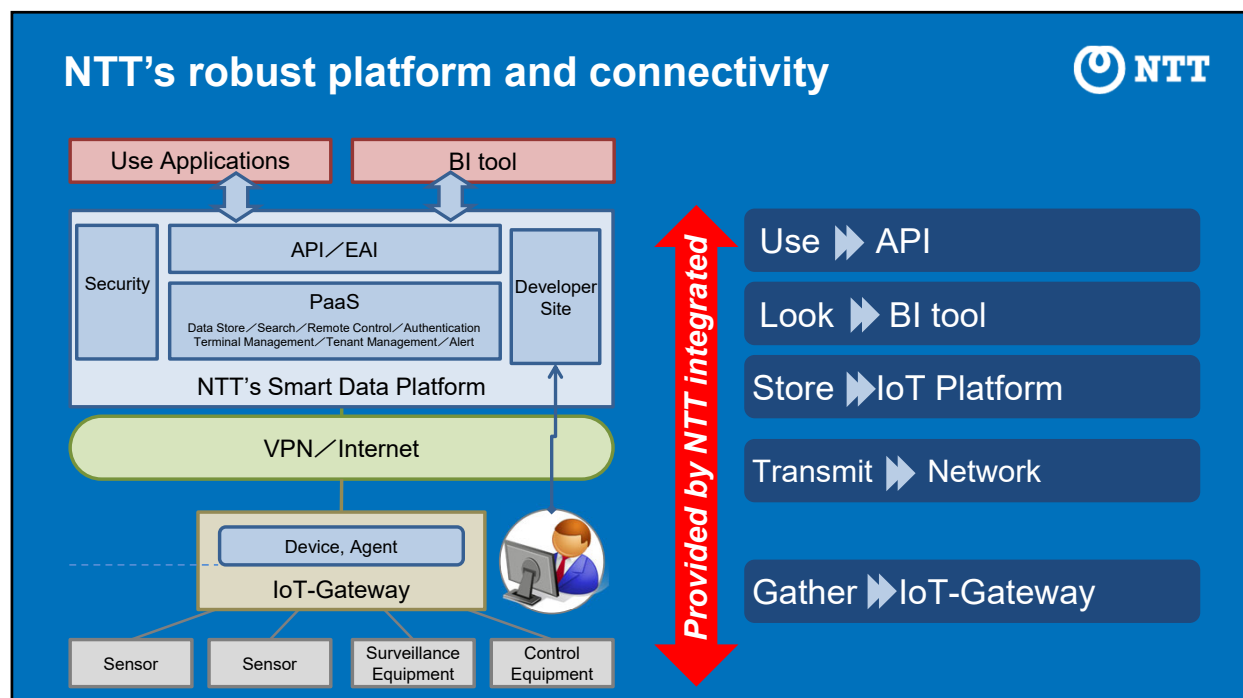 NTT's robust platform and connectivity
NTT
Use Applications
BI tool
Security
API／EAI
PaaS
Data Store／Search／Remote Control／Authentication
Terminal Management／Tenant Management／Alert
Developer
Site
NTT's Smart Data Platform
VPN／Internet
Device, Agent
IoT-Gateway
Sensor
Sensor
Surveillance
Equipment
Control
Equipment
Provided by NTT integrated
Use API
Look BI tool
Store IoT Platform
Transmit Network
Gather IoT-Gateway